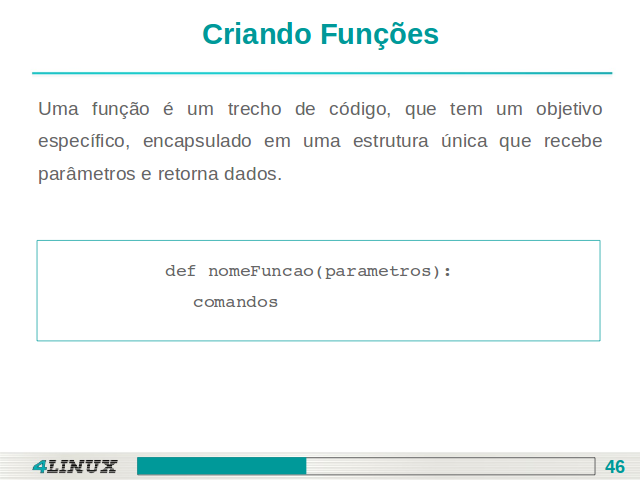 Criando Funções
Uma função é um trecho de código, que tem um objetivo
específico, encapsulado em uma estrutura única que recebe
parâmetros e retorna dados.
def nomeFuncao(parametros):
comandos
4LINUX
46